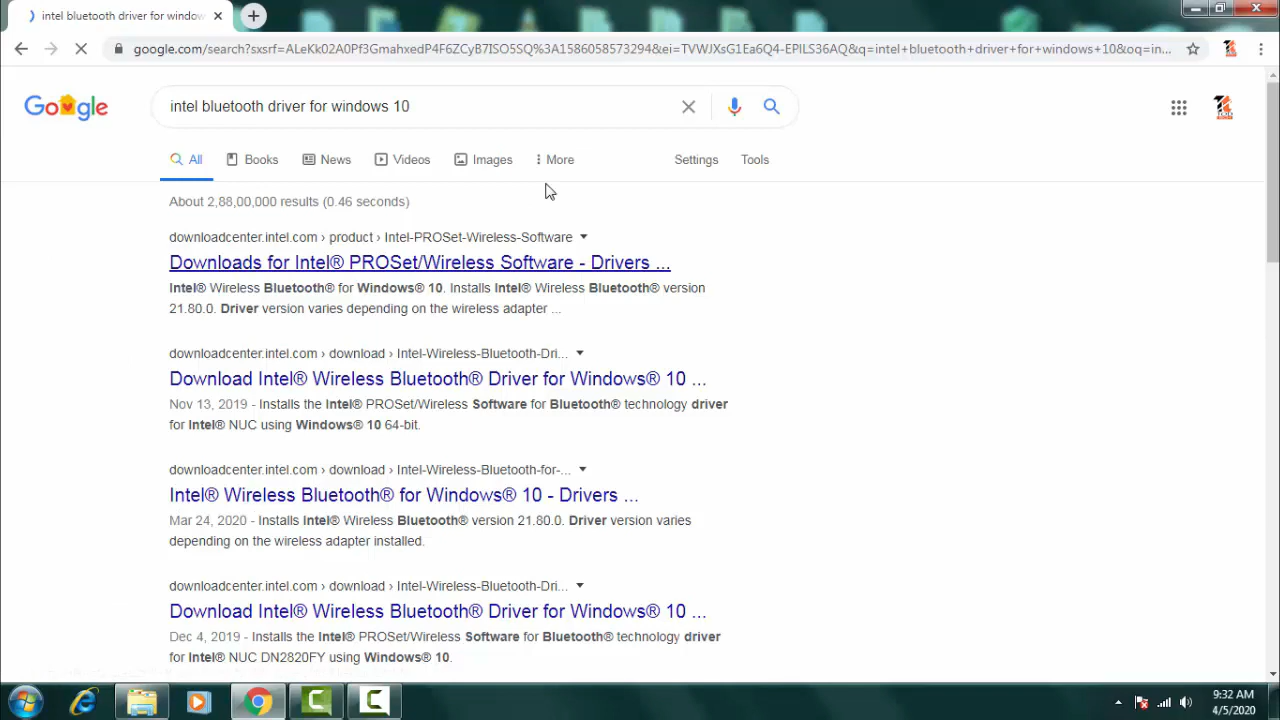 intel bluetooth driver for window
google.com/search?sxsrf=ALeKk02A0Pf3GmahxedP4F6ZCyB7ISO5SQ%3A1586058573294&ei=TVWJXsG1Ea6Q4-EPILS36AQ&q=intel+bluetooth+driver+for+windows+10&oq=in...
Google
intel bluetooth driver for windows 10
All Books News Videos Images More Settings Tools
About 2,88,00,000 results (0.46 seconds)
downloadcenter.intel.com › product › Intel-PROSet-Wireless-Software
Downloads for Intel® PROSet/Wireless Software - Drivers ...
Intel® Wireless Bluetooth® for Windows® 10. Installs Intel® Wireless Bluetooth® version
21.80.0. Driver version varies depending on the wireless adapter ...
downloadcenter.intel.com › download › Intel-Wireless-Bluetooth-Dri...
Download Intel® Wireless Bluetooth® Driver for Windows® 10 ...
Nov 13, 2019 - Installs the Intel® PROSet/Wireless Software for Bluetooth® technology driver
for Intel® NUC using Windows® 10 64-bit.
downloadcenter.intel.com › download › Intel-Wireless-Bluetooth-for-...
Intel® Wireless Bluetooth® for Windows® 10 - Drivers ...
Mar 24, 2020 - Installs Intel® Wireless Bluetooth® version 21.80.0. Driver version varies
depending on the wireless adapter installed.
downloadcenter.intel.com › download › Intel-Wireless-Bluetooth-Dri...
Download Intel® Wireless Bluetooth® Driver for Windows® 10 ...
Dec 4, 2019 - Installs the Intel® PROSet/Wireless Software for Bluetooth® technology driver
for Intel® NUC DN2820FY using Windows® 10.
9:32 AM
4/5/2020